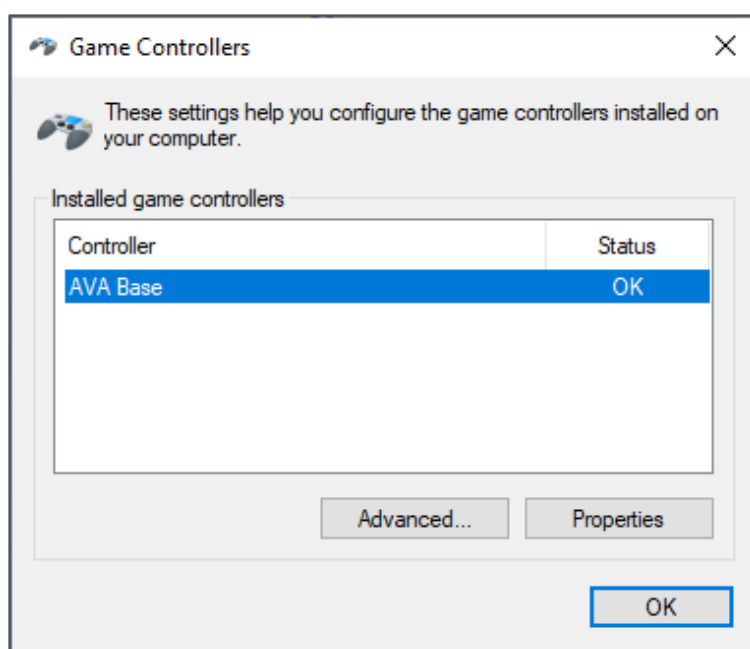 Game Controllers
These settings help you configure the game controllers installed on
your computer.
Installed game controllers
Controller Status
AVA Base OK
Advanced... Properties
OK